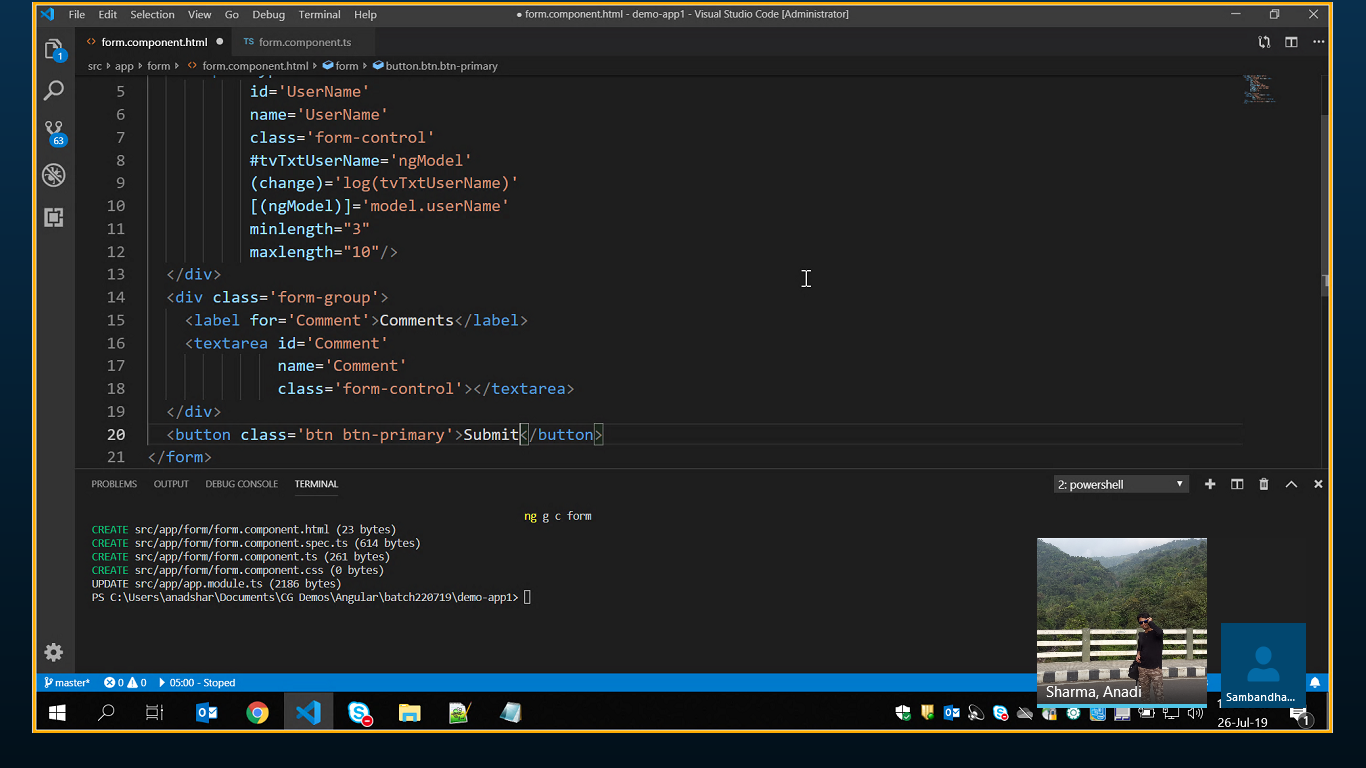 File Edit Selection View Go Debug Terminal Help
● form.component.html - demo-app1 - Visual Studio Code [Administrator]
<> form.component.html ●
TS form.component.ts
src › app › form › <> form.component.html › form › button.btn.btn-primary
5 id='UserName'
6 name='UserName'
7 class='form-control'
8 #tvTxtUserName='ngModel'
9 (change)='log(tvTxtUserName)'
10 [(ngModel)]='model.userName'
11 minlength="3"
12 maxlength="10"/>
13 </div>
14 <div class='form-group'>
15 <label for='Comment'>Comments</label>
16 <textarea id='Comment'
17 name='Comment'
18 class='form-control'></textarea>
19 </div>
20 <button class='btn btn-primary'>Submit</button>
21 </form>
1
63
PROBLEMS OUTPUT DEBUG CONSOLE TERMINAL
2: powershell
ng g c form
CREATE src/app/form/form.component.html (23 bytes)
CREATE src/app/form/form.component.spec.ts (614 bytes)
CREATE src/app/form/form.component.ts (261 bytes)
CREATE src/app/form/form.component.css (0 bytes)
UPDATE src/app/app.module.ts (2186 bytes)
PS C:\Users\anadshar\Documents\CG Demos\Angular\batch220719\demo-app1>
Sharma, Anadi
Sambandha...
master* 0 0 05:00 - Stoped
26-Jul-19
1